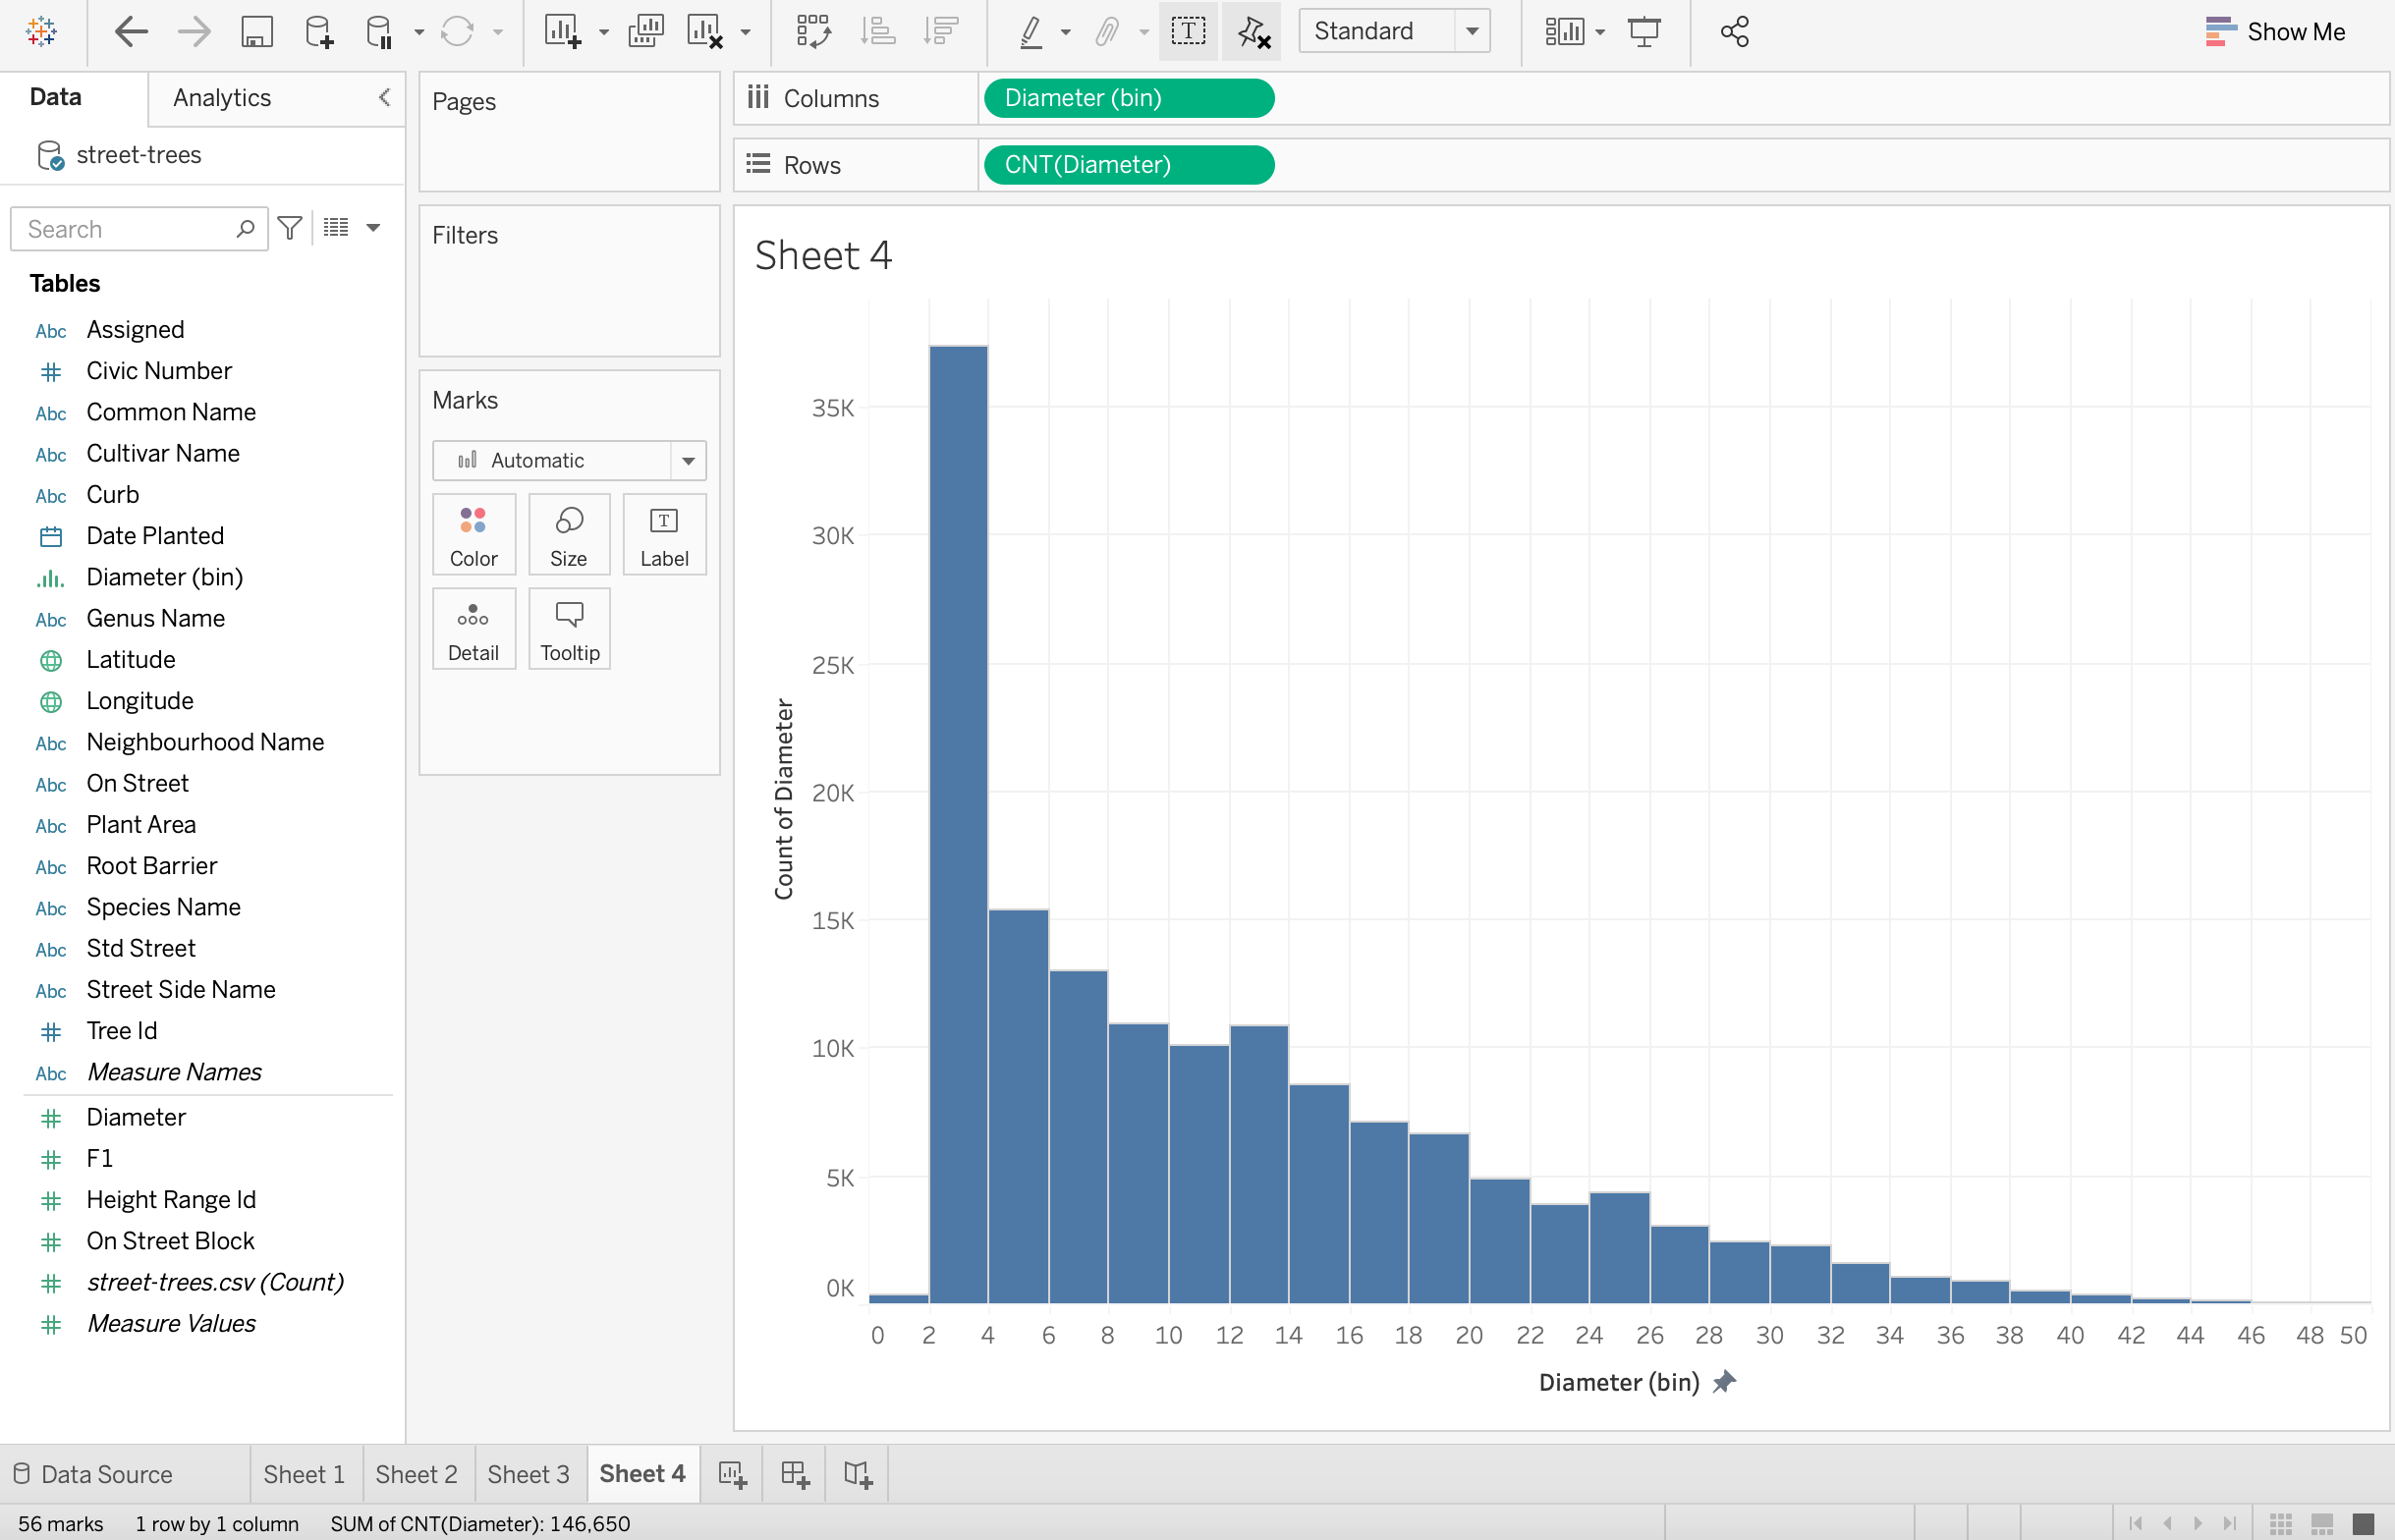 Standard
Show Me
Data
Analytics
Pages
Columns
Diameter (bin)
street-trees
Rows
CNT(Diameter)
Search
Filters
Sheet 4
Tables
Abc Assigned
Civic Number
Abc Common Name
Abc Cultivar Name
Abc Curb
Date Planted
Diameter (bin)
Abc Genus Name
Latitude
Longitude
Abc Neighbourhood Name
Abc On Street
Abc Plant Area
Abc Root Barrier
Abc Species Name
Abc Std Street
Abc Street Side Name
Tree Id
Abc Measure Names
Diameter
F1
Height Range Id
On Street Block
street-trees.csv (Count)
Measure Values
Marks
Automatic
Color
Size
Label
Detail
Tooltip
Count of Diameter
35K
30K
25K
20K
15K
10K
5K
0K
0 2 4 6 8 10 12 14 16 18 20 22 24 26 28 30 32 34 36 38 40 42 44 46 48 50
Diameter (bin)
Data Source
Sheet 1
Sheet 2
Sheet 3
Sheet 4
56 marks
1 row by 1 column
SUM of CNT(Diameter): 146,650